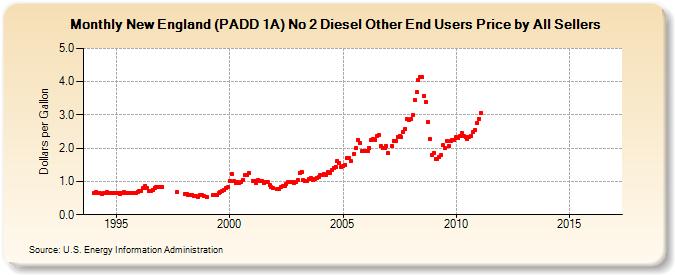 Monthly New England (PADD 1A) No 2 Diesel Other End Users Price by All Sellers
Dollars per Gallon
5.0
4.0
3.0
2.0
1.0
0.0
1995 2000 2005 2010 2015
Source: U.S. Energy Information Administration